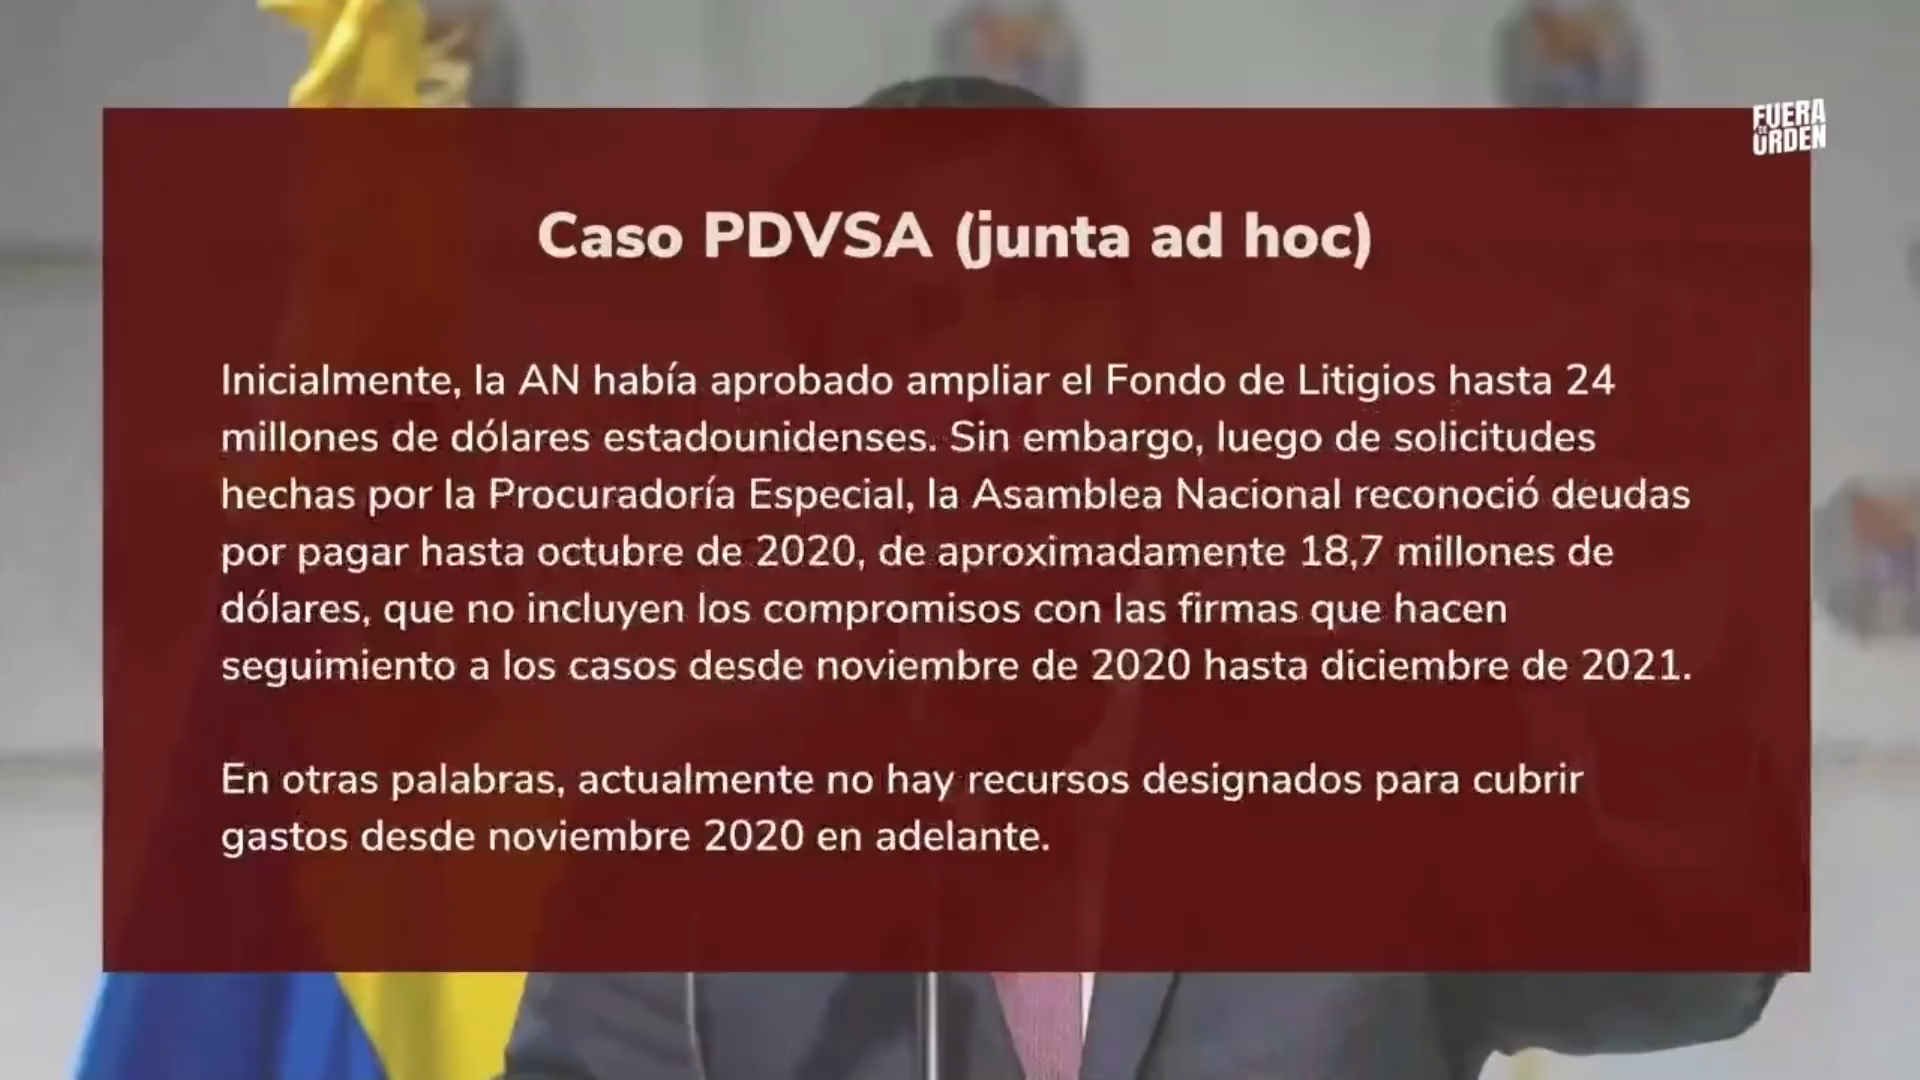 FUERA
DE
ORDEN
Caso PDVSA (junta ad hoc)
Inicialmente, la AN había aprobado ampliar el Fondo de Litigios hasta 24
millones de dólares estadounidenses. Sin embargo, luego de solicitudes
hechas por la Procuradoría Especial, la Asamblea Nacional reconoció deudas
por pagar hasta octubre de 2020, de aproximadamente 18,7 millones de
dólares, que no incluyen los compromisos con las firmas que hacen
seguimiento a los casos desde noviembre de 2020 hasta diciembre de 2021.
En otras palabras, actualmente no hay recursos designados para cubrir
gastos desde noviembre 2020 en adelante.